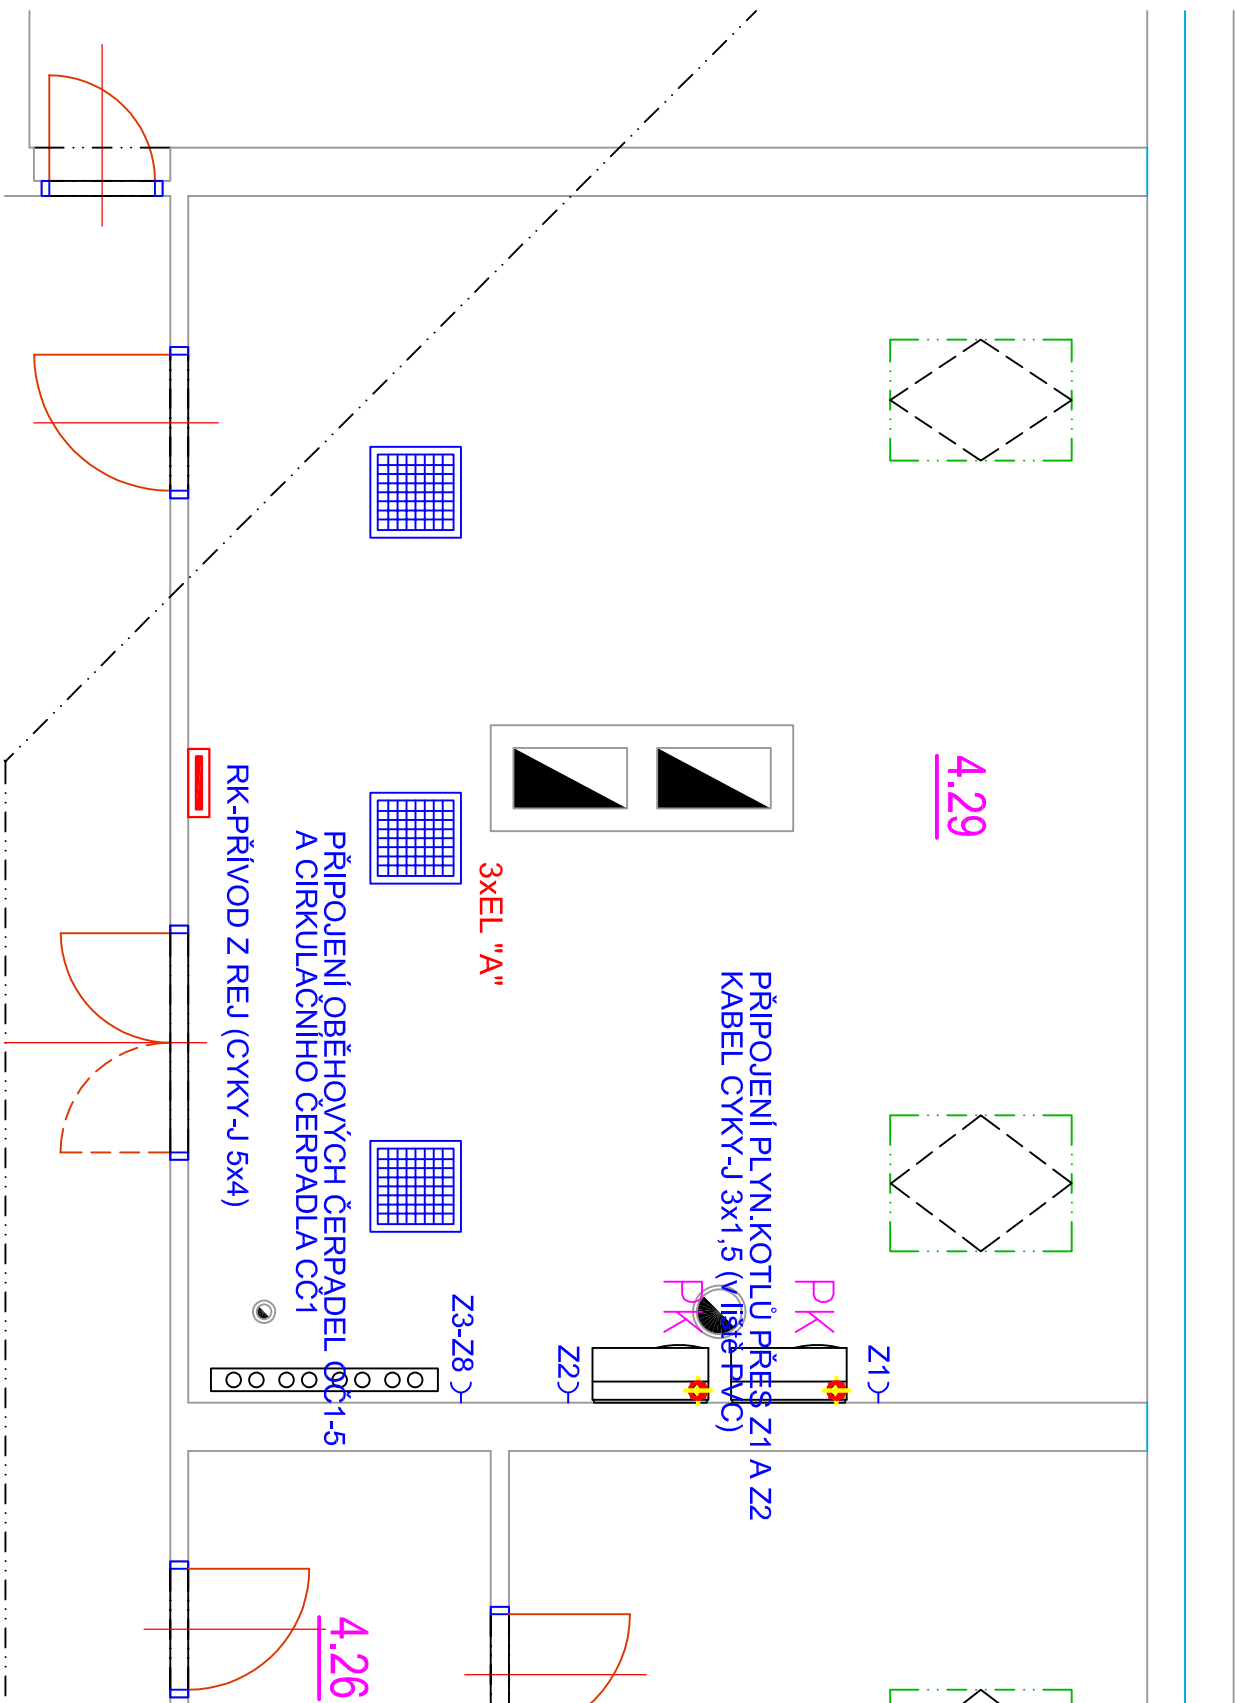 4.29
PŘIPOJENÍ PLYN.KOTLŮ PŘES Z1 A Z2
KABEL CYKY-J 3x1,5 (v liště PVC)
PK
PK
Z1
Z2
Z3-Z8
3xEL "A"
PŘIPOJENÍ OBĚHOVÝCH ČERPADEL OČ1-5
A CIRKULAČNÍHO ČERPADLA CČ1
RK-PŘÍVOD Z REJ (CYKY-J 5x4)
4.26